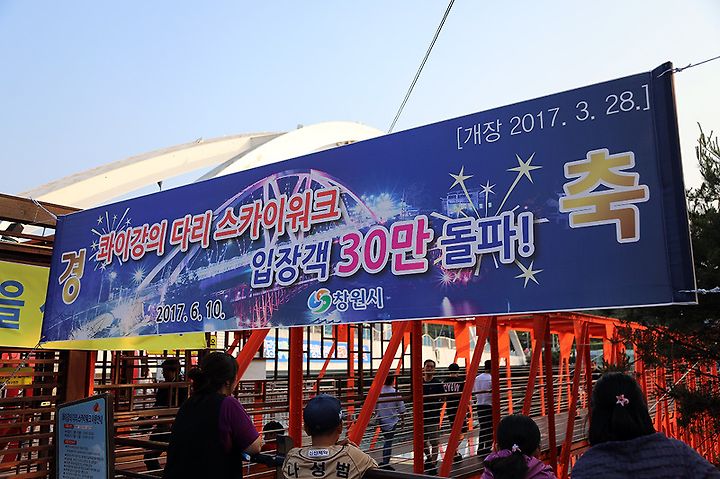 [개장 2017. 3. 28.]
경 축
콰이강의 다리 스카이워크
입장객 30만 돌파!
2017. 6. 10.
창원시
을
나성범